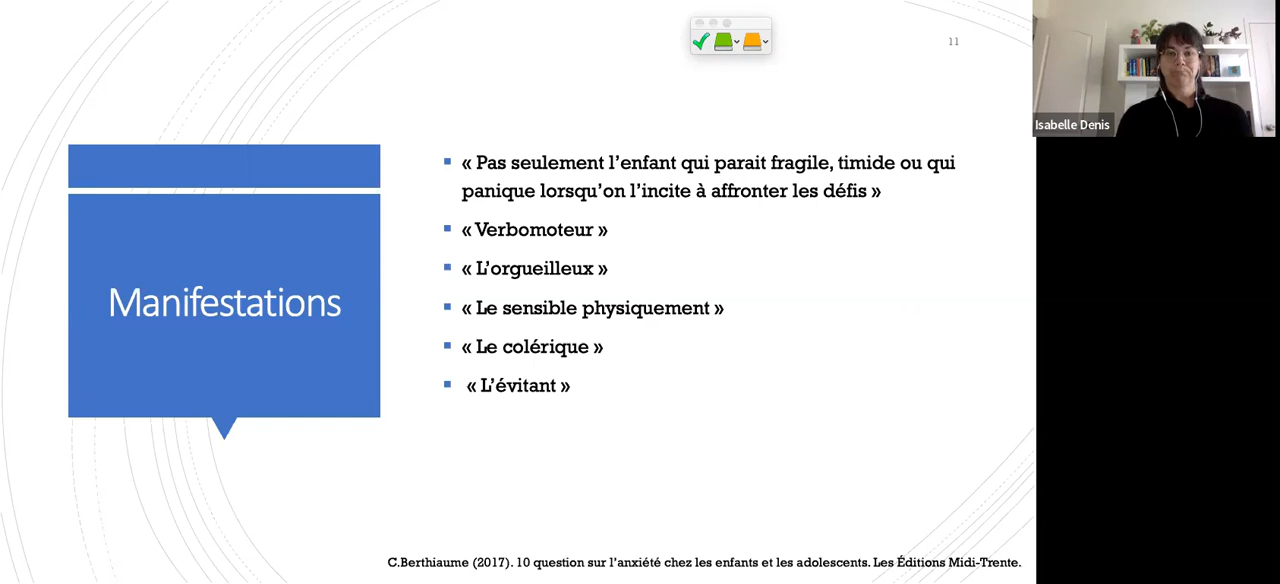 11
Isabelle Denis
Manifestations
« Pas seulement l’enfant qui parait fragile, timide ou qui
panique lorsqu’on l’incite à affronter les défis »
« Verbomoteur »
« L’orgueilleux »
« Le sensible physiquement »
« Le colérique »
« L’évitant »
C.Berthiaume (2017). 10 question sur l’anxiété chez les enfants et les adolescents. Les Éditions Midi-Trente.